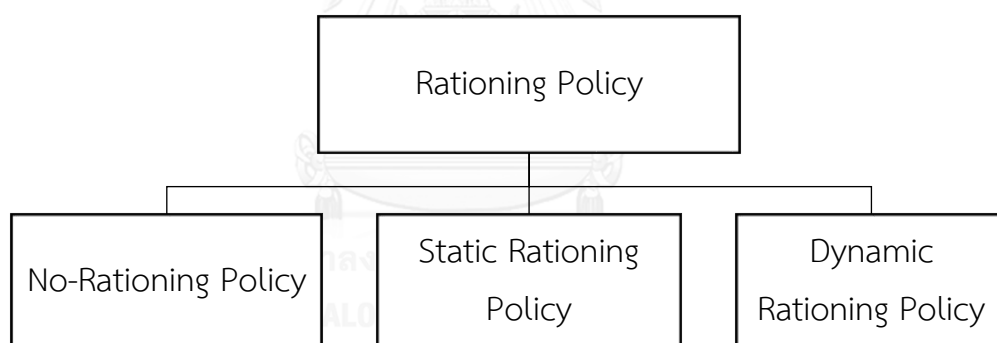 Rationing Policy
No-Rationing Policy
Static Rationing
Policy
Dynamic
Rationing Policy